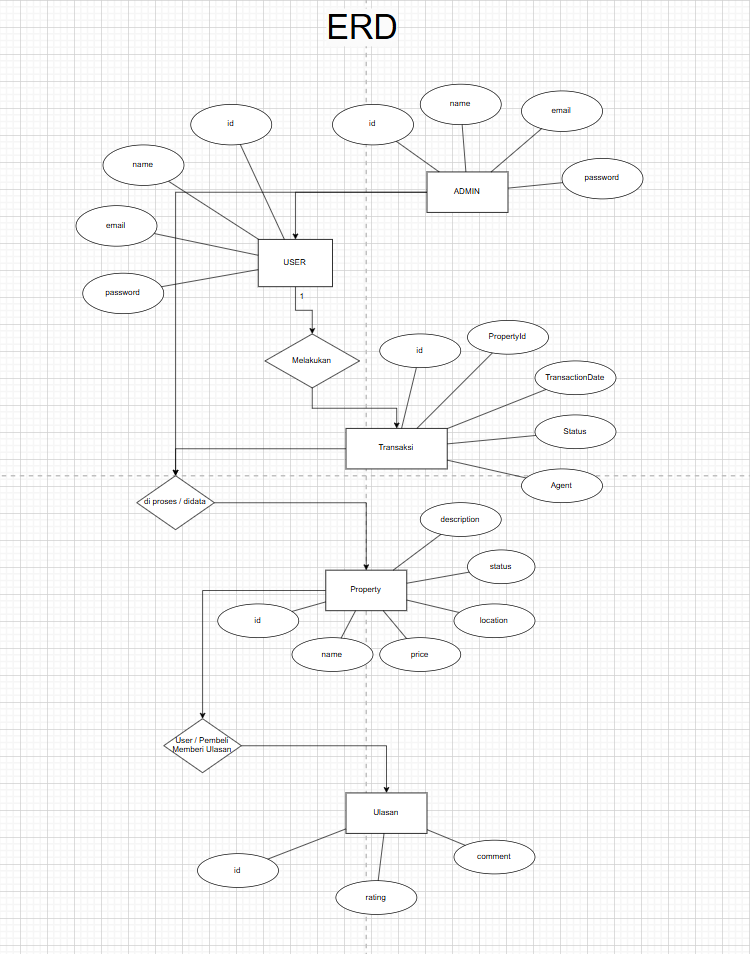 ERD
name
email
id
id
name
password
ADMIN
email
USER
password
1
PropertyId
id
Melakukan
TransactionDate
Status
Transaksi
Agent
di proses / didata
description
status
Property
id
location
name
price
User / Pembeli
Memberi Ulasan
Ulasan
comment
id
rating